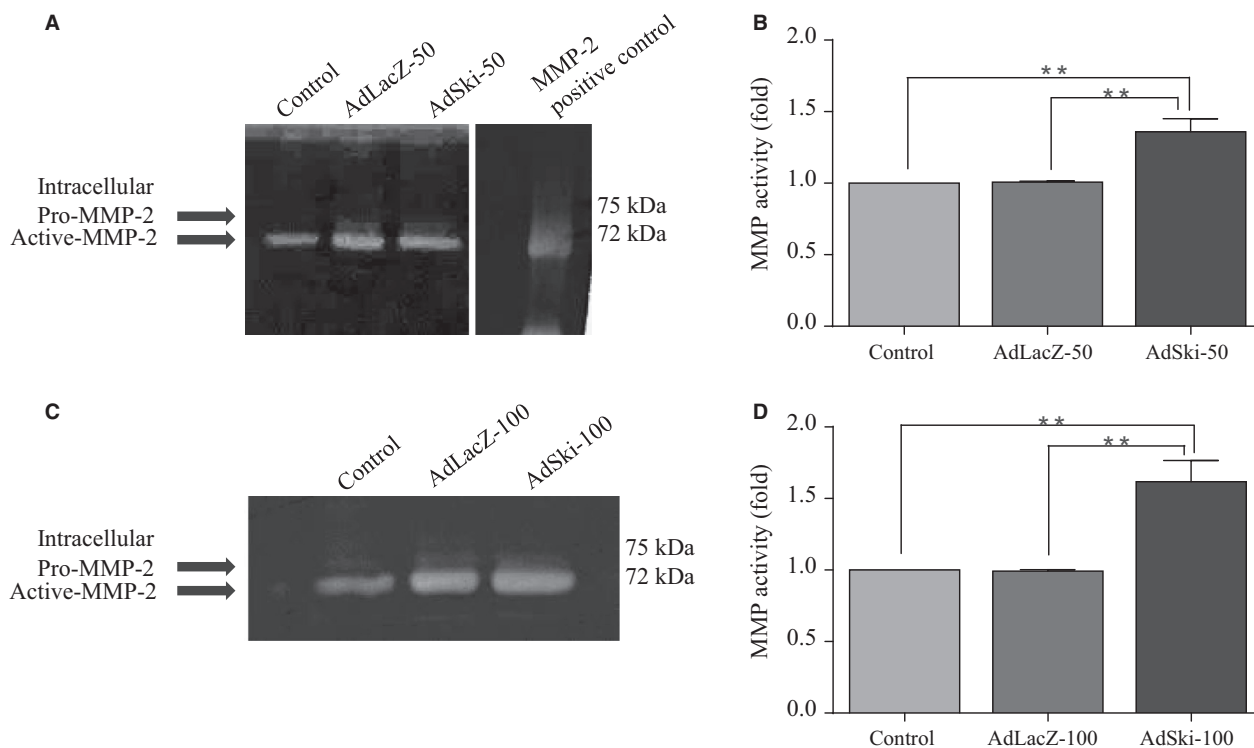 A
Control
AdLacZ-50
AdSki-50
MMP-2
positive control
Intracellular
Pro-MMP-2
Active-MMP-2
75 kDa
72 kDa
B
MMP activity (fold)
2.0
1.5
1.0
0.5
0.0
**
**
Control
AdLacZ-50
AdSki-50
C
Control
AdLacZ-100
AdSki-100
Intracellular
Pro-MMP-2
Active-MMP-2
75 kDa
72 kDa
D
MMP activity (fold)
2.0
1.5
1.0
0.5
0.0
**
**
Control
AdLacZ-100
AdSki-100